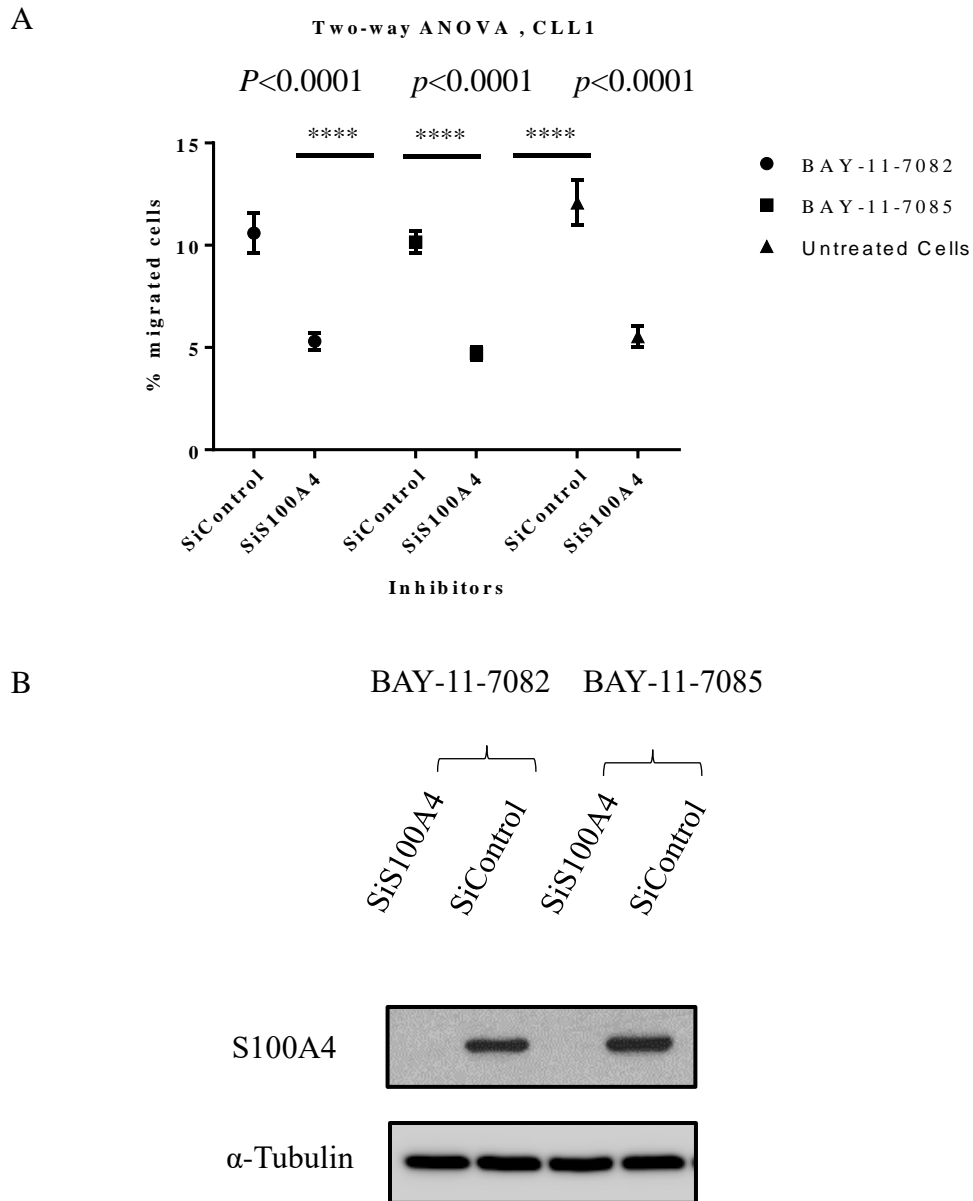 A
Two-way ANOVA , CLL1
P<0.0001 p<0.0001 p<0.0001
**** **** ****
15
10
5
0
% migrated cells
SiControl
SiS100A4
SiControl
SiS100A4
SiControl
SiS100A4
Inhibitors
BAY-11-7082
BAY-11-7085
Untreated Cells
B
BAY-11-7082 BAY-11-7085
SiS100A4
SiControl
SiS100A4
SiControl
S100A4
α-Tubulin